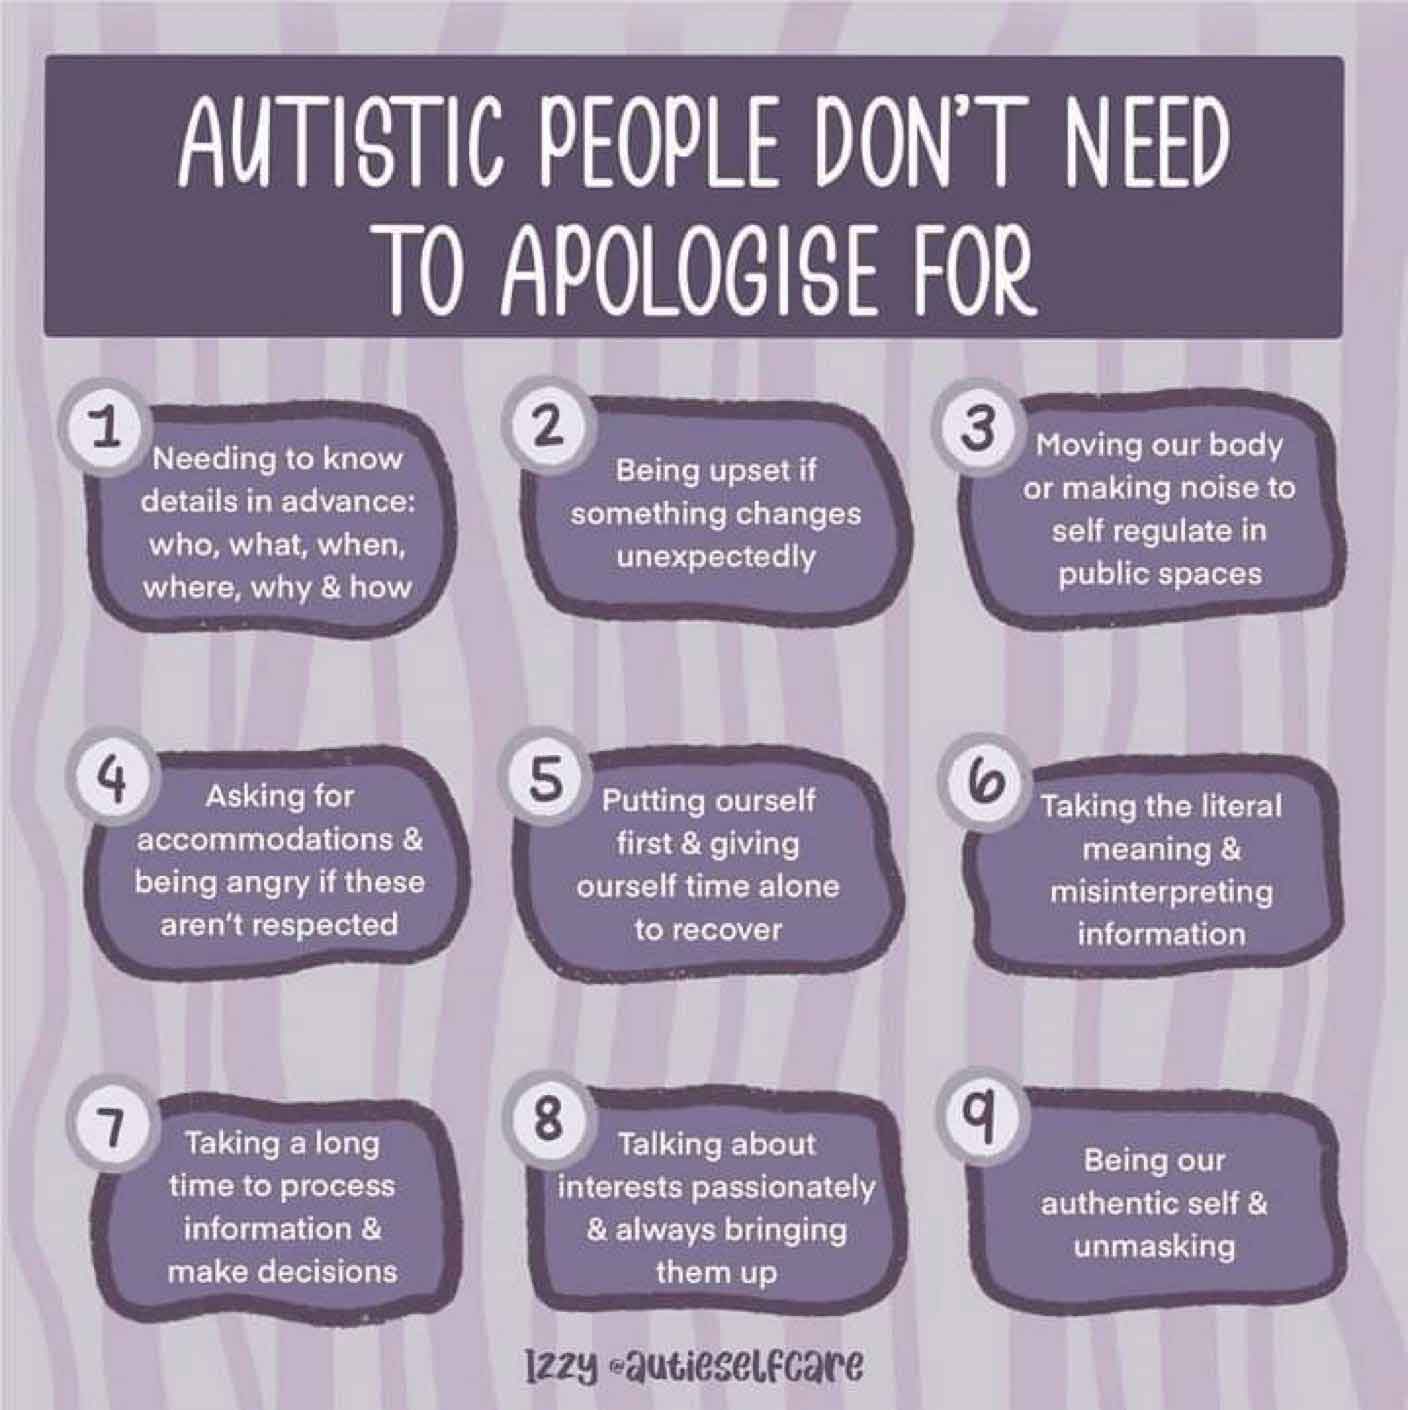 AUTISTIC PEOPLE DON'T NEED
TO APOLOGISE FOR
1
Needing to know
details in advance:
who, what, when,
where, why & how
2
Being upset if
something changes
unexpectedly
3
Moving our body
or making noise to
self regulate in
public spaces
4
Asking for
accommodations &
being angry if these
aren't respected
5
Putting ourself
first & giving
ourself time alone
to recover
6
Taking the literal
meaning &
misinterpreting
information
7
Taking a long
time to process
information &
make decisions
8
Talking about
interests passionately
& always bringing
them up
9
Being our
authentic self &
unmasking
Izzy @autieselfcare